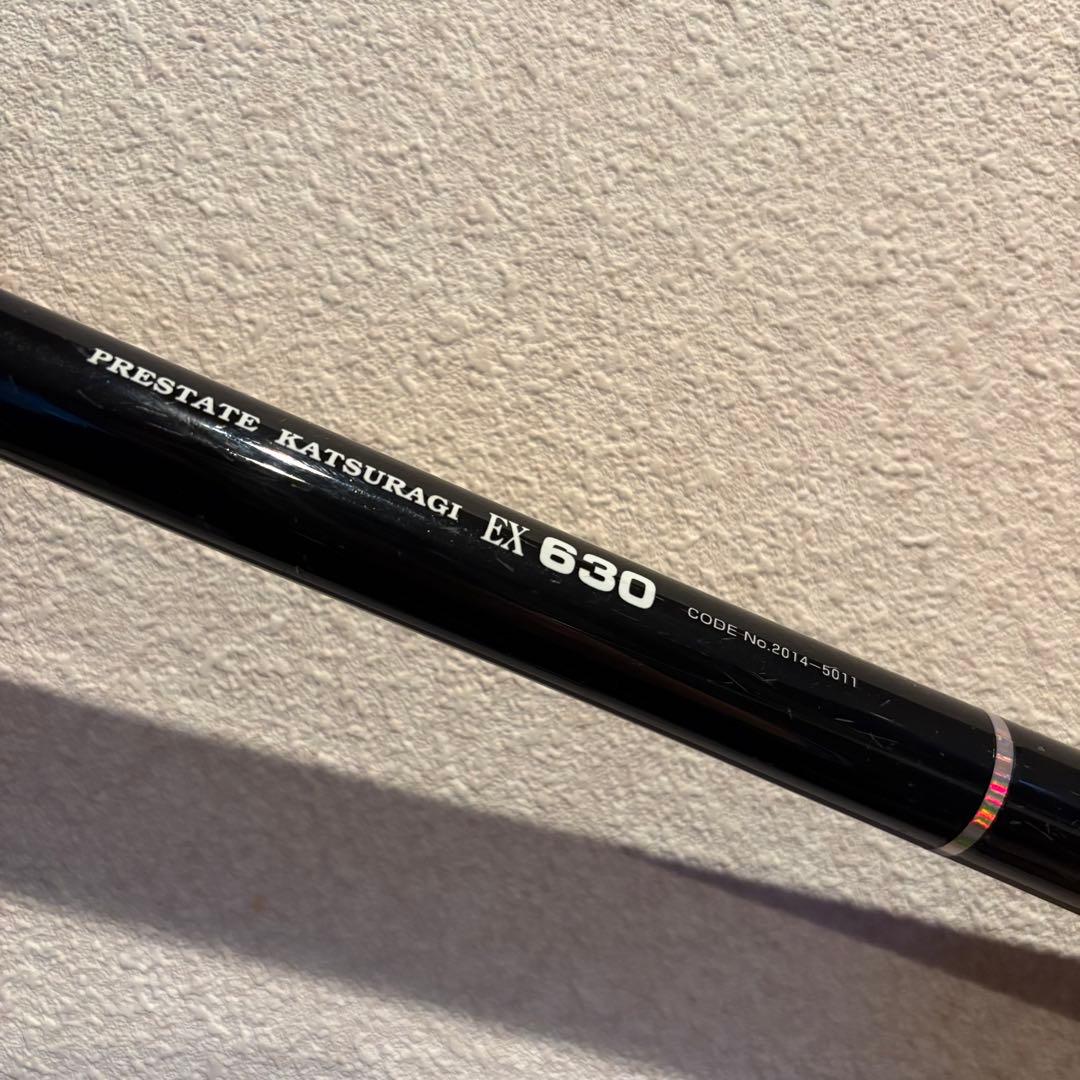 PRESTATE KATSURAGI EX 630 CODE No.2014-5011